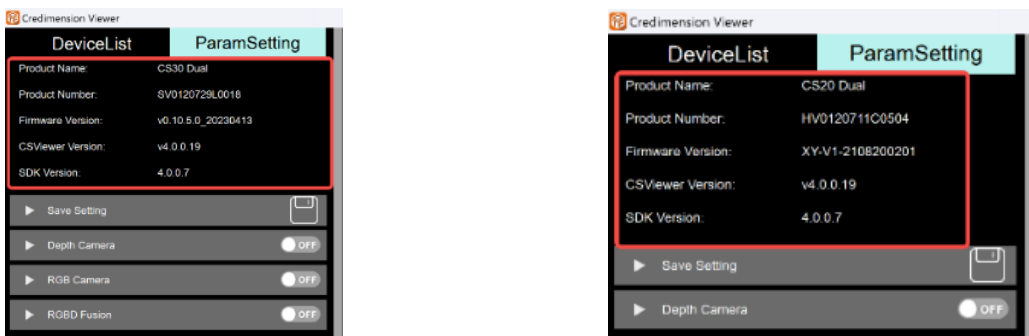 Credimension Viewer
DeviceList ParamSetting
Product Name: CS30 Dual
Product Number: SV0120729L0018
Firmware Version: v0.10.5.0_20230413
CSViewer Version: v4.0.0.19
SDK Version: 4.0.0.7
Save Setting
Depth Camera OFF
RGB Camera OFF
RGBD Fusion OFF
Credimension Viewer
DeviceList ParamSetting
Product Name: CS20 Dual
Product Number: HV0120711C0504
Firmware Version: XY-V1-2108200201
CSViewer Version: v4.0.0.19
SDK Version: 4.0.0.7
Save Setting
Depth Camera OFF